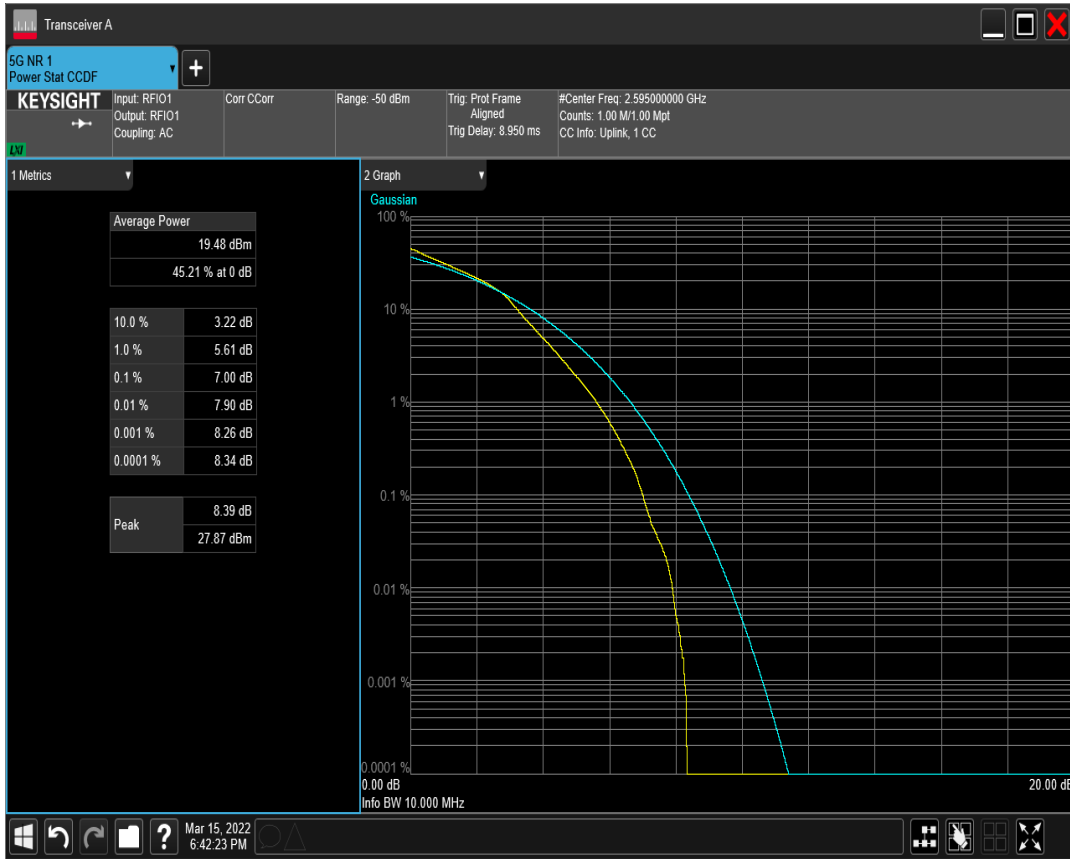 Transceiver A
5G NR 1
Power Stat CCDF
+
KEYSIGHT
LXI
Input: RFIO1
Output: RFIO1
Coupling: AC
Corr CCorr
Range: -50 dBm
Trig: Prot Frame
Aligned
Trig Delay: 8.950 ms
#Center Freq: 2.595000000 GHz
Counts: 1.00 M/1.00 Mpt
CC Info: Uplink, 1 CC
1 Metrics
Average Power
19.48 dBm
45.21 % at 0 dB
10.0 % 3.22 dB
1.0 % 5.61 dB
0.1 % 7.00 dB
0.01 % 7.90 dB
0.001 % 8.26 dB
0.0001 % 8.34 dB
Peak
8.39 dB
27.87 dBm
2 Graph
Gaussian
100 %
10 %
1 %
0.1 %
0.01 %
0.001 %
0.0001 %
0.00 dB 20.00 dB
Info BW 10.000 MHz
?
Mar 15, 2022
6:42:23 PM